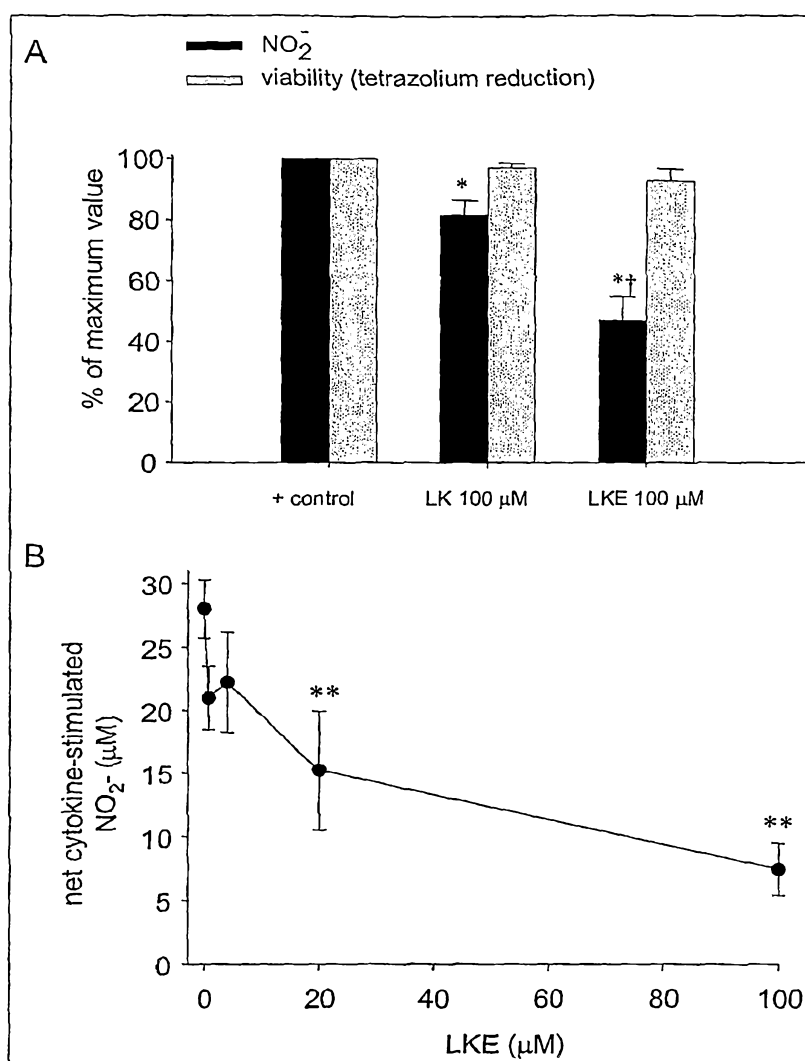 A
NO₂⁻
viability (tetrazolium reduction)
% of maximum value
100
80
60
40
20
0
*
*†
+ control
LK 100 µM
LKE 100 µM
B
net cytokine-stimulated
NO₂- (µM)
30
25
20
15
10
5
0
**
**
0
20
40
60
80
100
LKE (µM)